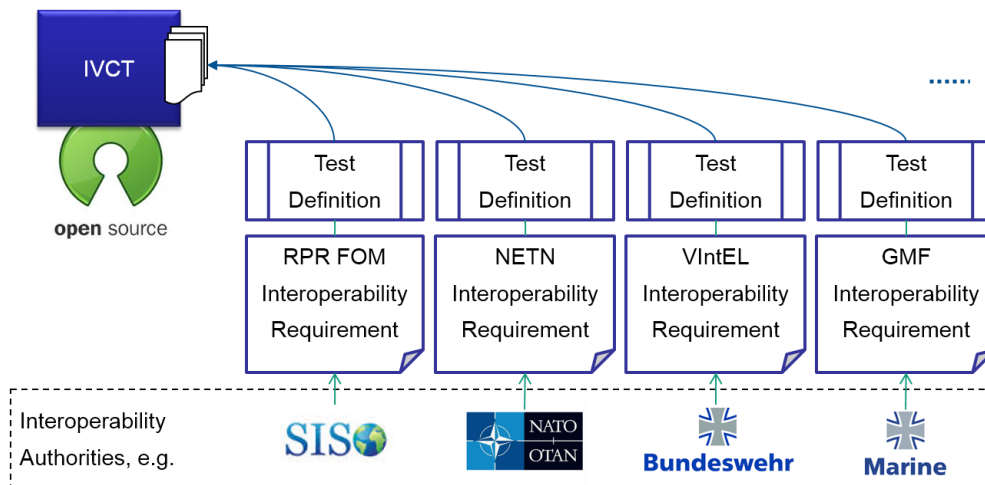 IVCT
......
open source
Test
Definition
Test
Definition
Test
Definition
Test
Definition
RPR FOM
Interoperability
Requirement
NETN
Interoperability
Requirement
VIntEL
Interoperability
Requirement
GMF
Interoperability
Requirement
Interoperability
Authorities, e.g.
SISO
NATO
OTAN
Bundeswehr
Marine